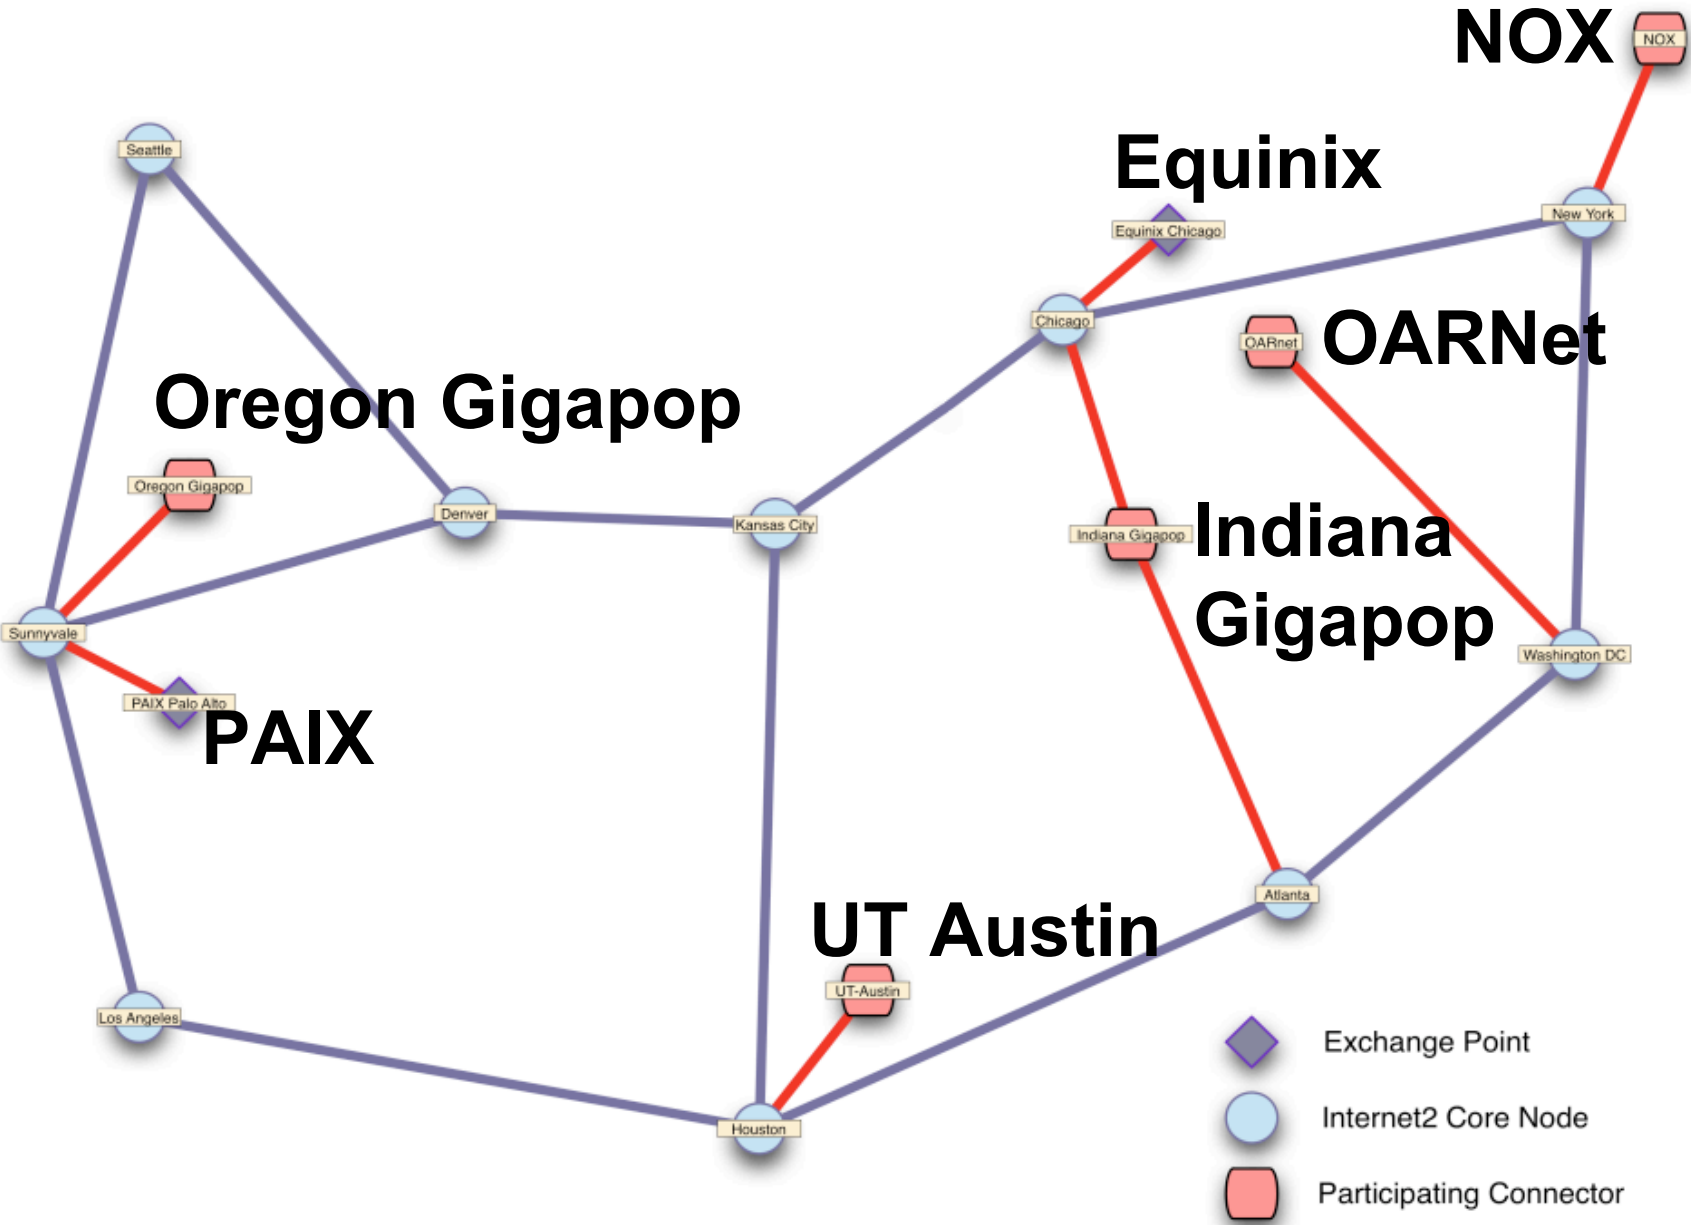 NOX
NOX
Equinix
Seattle
Equinix Chicago
New York
Chicago
OARnet
OARNet
Oregon Gigapop
Oregon Gigapop
Denver
Kansas City
Indiana Gigapop
Indiana
Gigapop
Sunnyvale
Washington DC
PAIX Palo Alto
PAIX
Atlanta
UT Austin
UT-Austin
Los Angeles
Houston
Exchange Point
Internet2 Core Node
Participating Connector